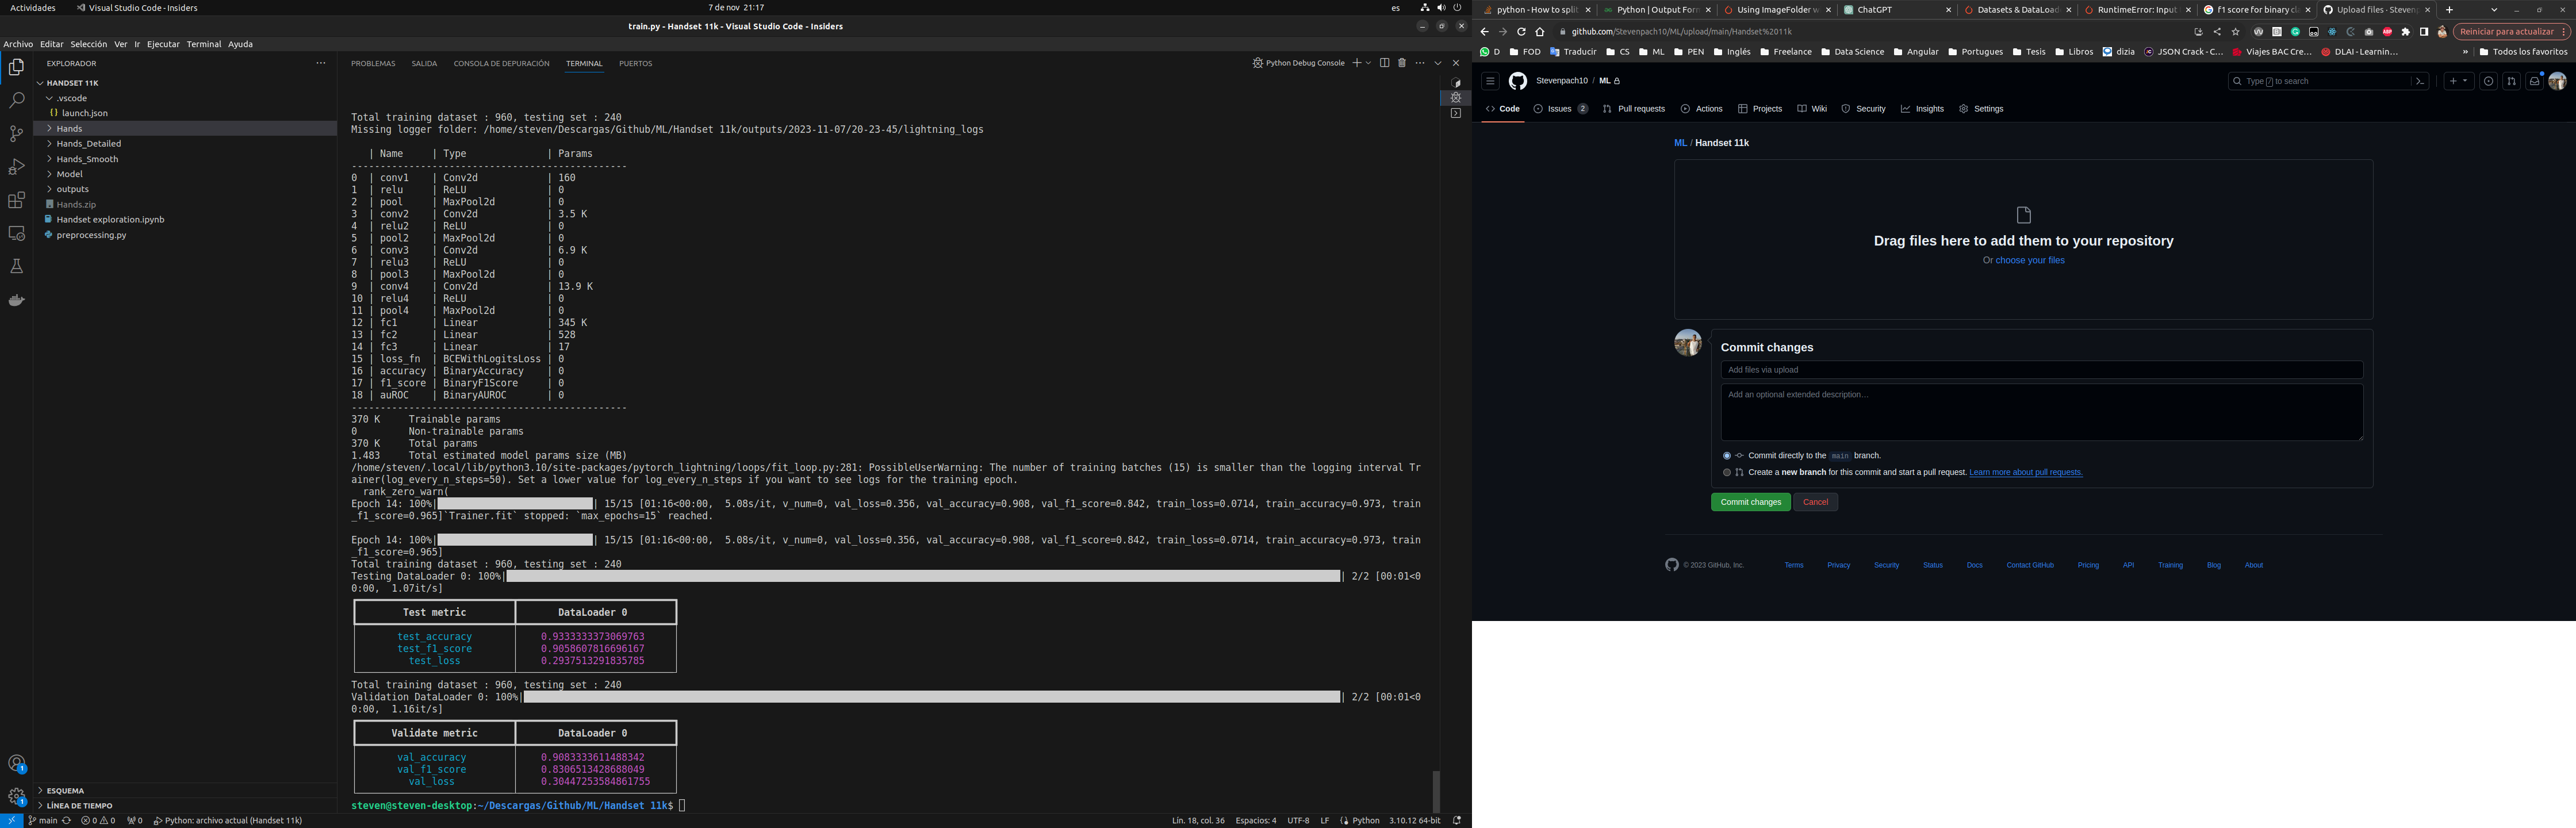 Actividades Visual Studio Code - Insiders 7 de nov 21:17 es
train.py - Handset 11k - Visual Studio Code - Insiders
Archivo Editar Selección Ver Ir Ejecutar Terminal Ayuda
EXPLORADOR
HANDSET 11K
.vscode
launch.json
Hands
Hands_Detailed
Hands_Smooth
Model
outputs
Hands.zip
Handset exploration.ipynb
preprocessing.py
ESQUEMA
LÍNEA DE TIEMPO
PROBLEMAS SALIDA CONSOLA DE DEPURACIÓN TERMINAL PUERTOS Python Debug Console
Total training dataset : 960, testing set : 240
Missing logger folder: /home/steven/Descargas/Github/ML/Handset 11k/outputs/2023-11-07/20-23-45/lightning_logs
| Name | Type | Params
------------------------------------------------
0 | conv1 | Conv2d | 160
1 | relu | ReLU | 0
2 | pool | MaxPool2d | 0
3 | conv2 | Conv2d | 3.5 K
4 | relu2 | ReLU | 0
5 | pool2 | MaxPool2d | 0
6 | conv3 | Conv2d | 6.9 K
7 | relu3 | ReLU | 0
8 | pool3 | MaxPool2d | 0
9 | conv4 | Conv2d | 13.9 K
10 | relu4 | ReLU | 0
11 | pool4 | MaxPool2d | 0
12 | fc1 | Linear | 345 K
13 | fc2 | Linear | 528
14 | fc3 | Linear | 17
15 | loss_fn | BCEWithLogitsLoss | 0
16 | accuracy | BinaryAccuracy | 0
17 | f1_score | BinaryF1Score | 0
18 | auROC | BinaryAUROC | 0
------------------------------------------------
370 K Trainable params
0 Non-trainable params
370 K Total params
1.483 Total estimated model params size (MB)
/home/steven/.local/lib/python3.10/site-packages/pytorch_lightning/loops/fit_loop.py:281: PossibleUserWarning: The number of training batches (15) is smaller than the logging interval Tr
ainer(log_every_n_steps=50). Set a lower value for log_every_n_steps if you want to see logs for the training epoch.
rank_zero_warn(
Epoch 14: 100%| | 15/15 [01:16<00:00, 5.08s/it, v_num=0, val_loss=0.356, val_accuracy=0.908, val_f1_score=0.842, train_loss=0.0714, train_accuracy=0.973, train
_f1_score=0.965]`Trainer.fit` stopped: `max_epochs=15` reached.
Epoch 14: 100%| | 15/15 [01:16<00:00, 5.08s/it, v_num=0, val_loss=0.356, val_accuracy=0.908, val_f1_score=0.842, train_loss=0.0714, train_accuracy=0.973, train
_f1_score=0.965]
Total training dataset : 960, testing set : 240
Testing DataLoader 0: 100%| | 2/2 [00:01<0
0:00, 1.07it/s]
Test metric DataLoader 0
test_accuracy 0.9333333373069763
test_f1_score 0.9058607816696167
test_loss 0.2937513291835785
Total training dataset : 960, testing set : 240
Validation DataLoader 0: 100%| | 2/2 [00:01<0
0:00, 1.16it/s]
Validate metric DataLoader 0
val_accuracy 0.9083333611488342
val_f1_score 0.8306513428688049
val_loss 0.30447253584861755
steven@steven-desktop:~/Descargas/Github/ML/Handset 11k$
main 0 0 0 Python: archivo actual (Handset 11k) Lín. 18, col. 36 Espacios: 4 UTF-8 LF Python 3.10.12 64-bit
python - How to split Python | Output Form Using ImageFolder w ChatGPT Datasets & DataLoad RuntimeError: Input f1 score for binary cl Upload files · Stevenp
github.com/Stevenpach10/ML/upload/main/Handset%2011k Reiniciar para actualizar
D FOD Traducir CS ML PEN Inglés Freelance Data Science Angular Portugues Tesis Libros dizia JSON Crack - C... Viajes BAC Cre... DLAI - Learnin... » Todos los favoritos
Stevenpach10 / ML Type / to search
Code Issues 2 Pull requests Actions Projects Wiki Security Insights Settings
ML / Handset 11k
Drag files here to add them to your repository
Or choose your files
Commit changes
Add files via upload
Add an optional extended description...
Commit directly to the main branch.
Create a new branch for this commit and start a pull request. Learn more about pull requests.
Commit changes Cancel
© 2023 GitHub, Inc. Terms Privacy Security Status Docs Contact GitHub Pricing API Training Blog About